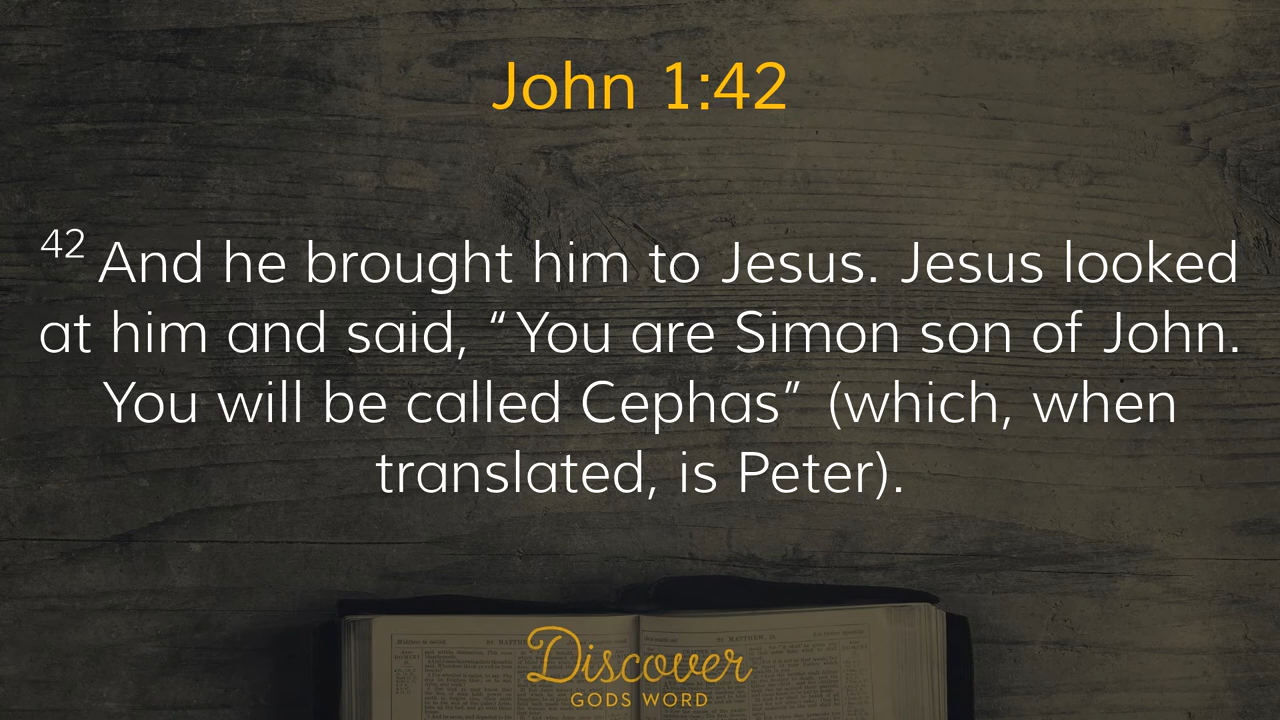 John 1:42
42 And he brought him to Jesus. Jesus looked
at him and said, “You are Simon son of John.
You will be called Cephas” (which, when
translated, is Peter).
Discover
GODS WORD